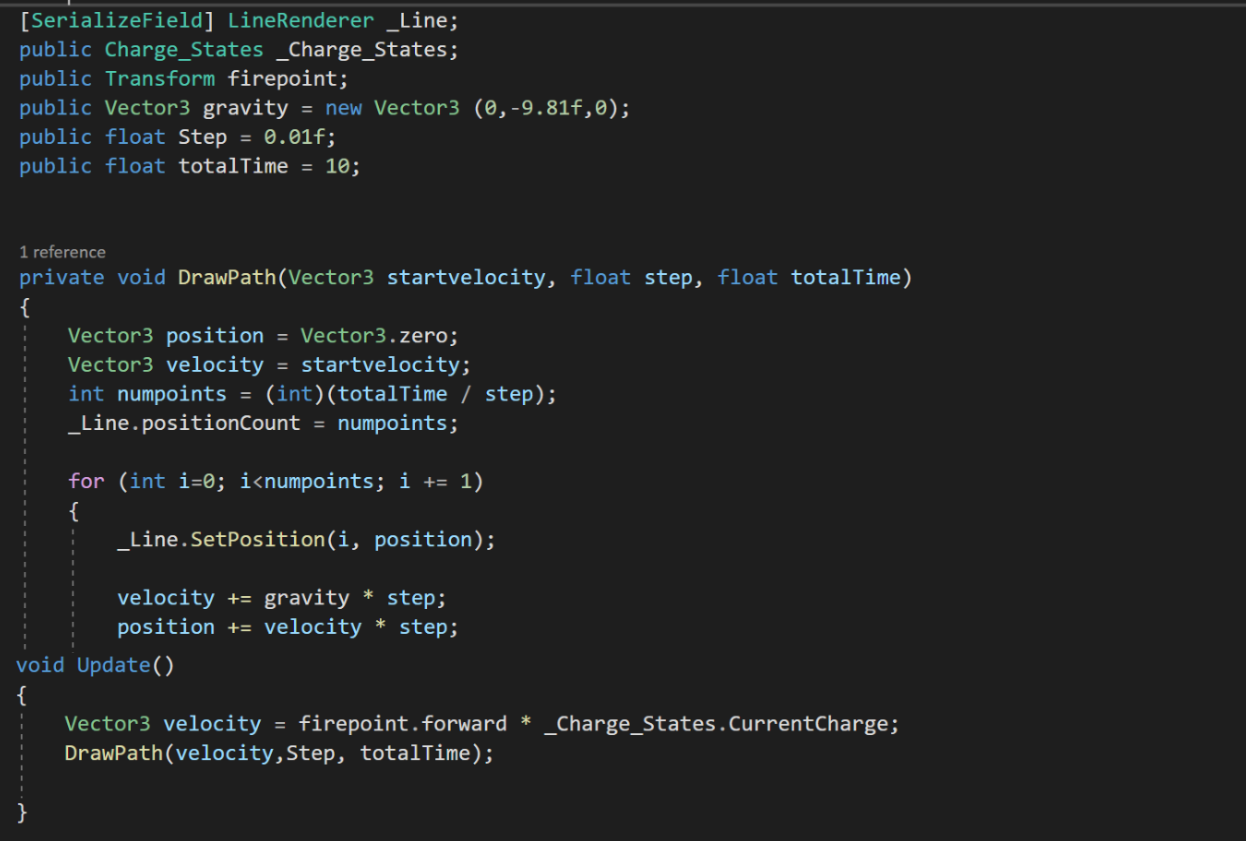 [SerializeField] LineRenderer _Line;
public Charge_States _Charge_States;
public Transform firepoint;
public Vector3 gravity = new Vector3 (0,-9.81f,0);
public float Step = 0.01f;
public float totalTime = 10;
1 reference
private void DrawPath(Vector3 startvelocity, float step, float totalTime)
{
Vector3 position = Vector3.zero;
Vector3 velocity = startvelocity;
int numpoints = (int)(totalTime / step);
_Line.positionCount = numpoints;
for (int i=0; i<numpoints; i += 1)
{
_Line.SetPosition(i, position);
velocity += gravity * step;
position += velocity * step;
void Update()
{
Vector3 velocity = firepoint.forward * _Charge_States.CurrentCharge;
DrawPath(velocity,Step, totalTime);
}